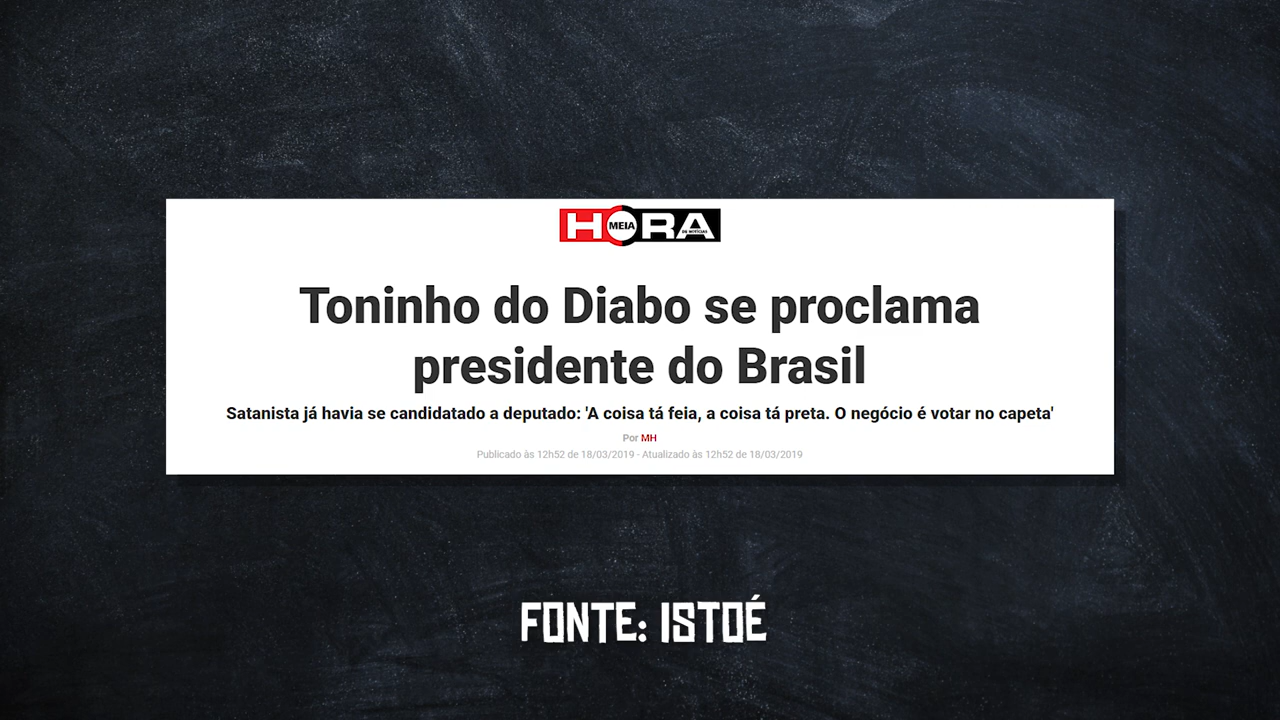 HORA
MEIA
DE NOTÍCIAS
Toninho do Diabo se proclama
presidente do Brasil
Satanista já havia se candidatado a deputado: 'A coisa tá feia, a coisa tá preta. O negócio é votar no capeta'
Por MH
Publicado às 12h52 de 18/03/2019 - Atualizado às 12h52 de 18/03/2019
FONTE: ISTOÉ